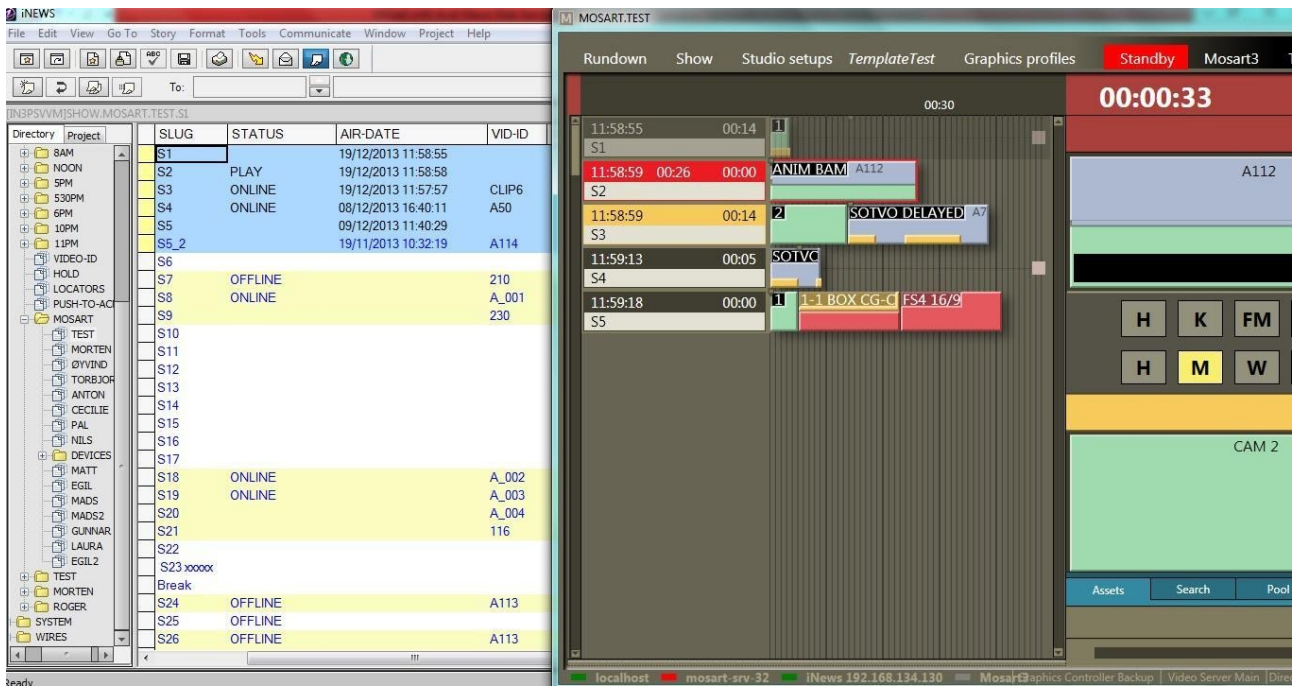 iNEWS
File Edit View Go To Story Format Tools Communicate Window Project Help
To:
[IN3PSVVM]SHOW.MOSART.TEST.S1
Directory Project
8AM
NOON
5PM
530PM
6PM
10PM
11PM
VIDEO-ID
HOLD
LOCATORS
PUSH-TO-ACI
MOSART
TEST
MORTEN
ØYVIND
TORBJOR
ANTON
CECILIE
PAL
NILS
DEVICES
MATT
EGIL
MADS
MADS2
GUNNAR
LAURA
EGIL2
TEST
MORTEN
ROGER
SYSTEM
WIRES
SLUG STATUS AIR-DATE VID-ID
S1 19/12/2013 11:58:55
S2 PLAY 19/12/2013 11:58:58
S3 ONLINE 19/12/2013 11:57:57 CLIP6
S4 ONLINE 08/12/2013 16:40:11 A50
S5 09/12/2013 11:40:29
S5_2 19/11/2013 10:32:19 A114
S6
S7 OFFLINE 210
S8 ONLINE A_001
S9 230
S10
S11
S12
S13
S14
S15
S16
S17
S18 ONLINE A_002
S19 ONLINE A_003
S20 A_004
S21 116
S22
S23 xxxxx
Break
S24 OFFLINE A113
S25 OFFLINE
S26 OFFLINE A113
Ready
M MOSART.TEST
Rundown Show Studio setups TemplateTest Graphics profiles Standby Mosart3
00:30
00:00:33
11:58:55 00:14 1
S1
11:58:59 00:26 00:00 ANIM BAM A112
S2
11:58:59 00:14 2 SOTVO DELAYED A7
S3
11:59:13 00:05 SOTVO
S4
11:59:18 00:00 1 1-1 BOX CG-C FS4 16/9
S5
A112
H K FM
H M W
CAM 2
Assets Search Pool
localhost mosart-srv-32 iNews 192.168.134.130 Graphics Controller Backup Video Server Main